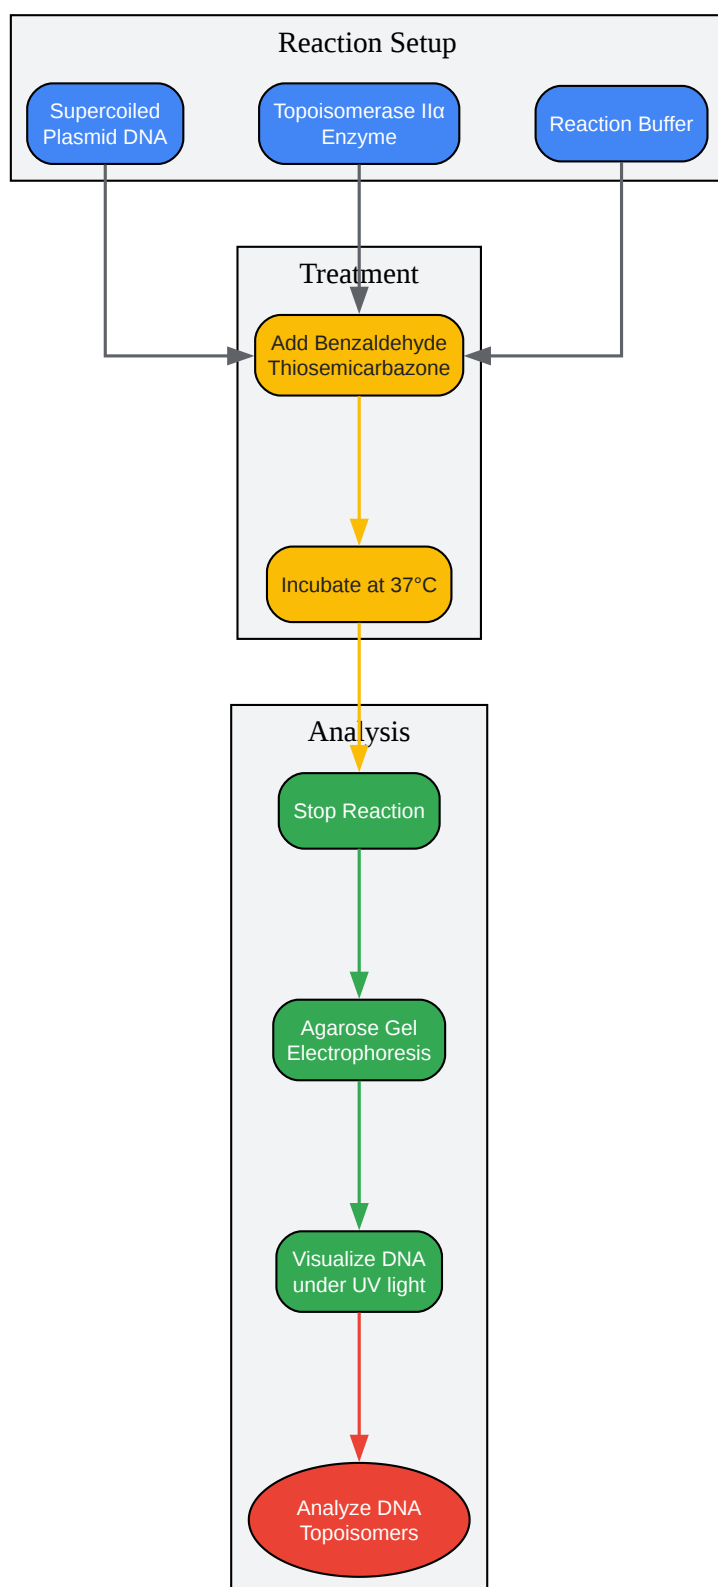 Reaction Setup
Supercoiled
Plasmid DNA
Topoisomerase IIα
Enzyme
Reaction Buffer
Treatment
Add Benzaldehyde
Thiosemicarbazone
Incubate at 37°C
Analysis
Stop Reaction
Agarose Gel
Electrophoresis
Visualize DNA
under UV light
Analyze DNA
Topoisomers